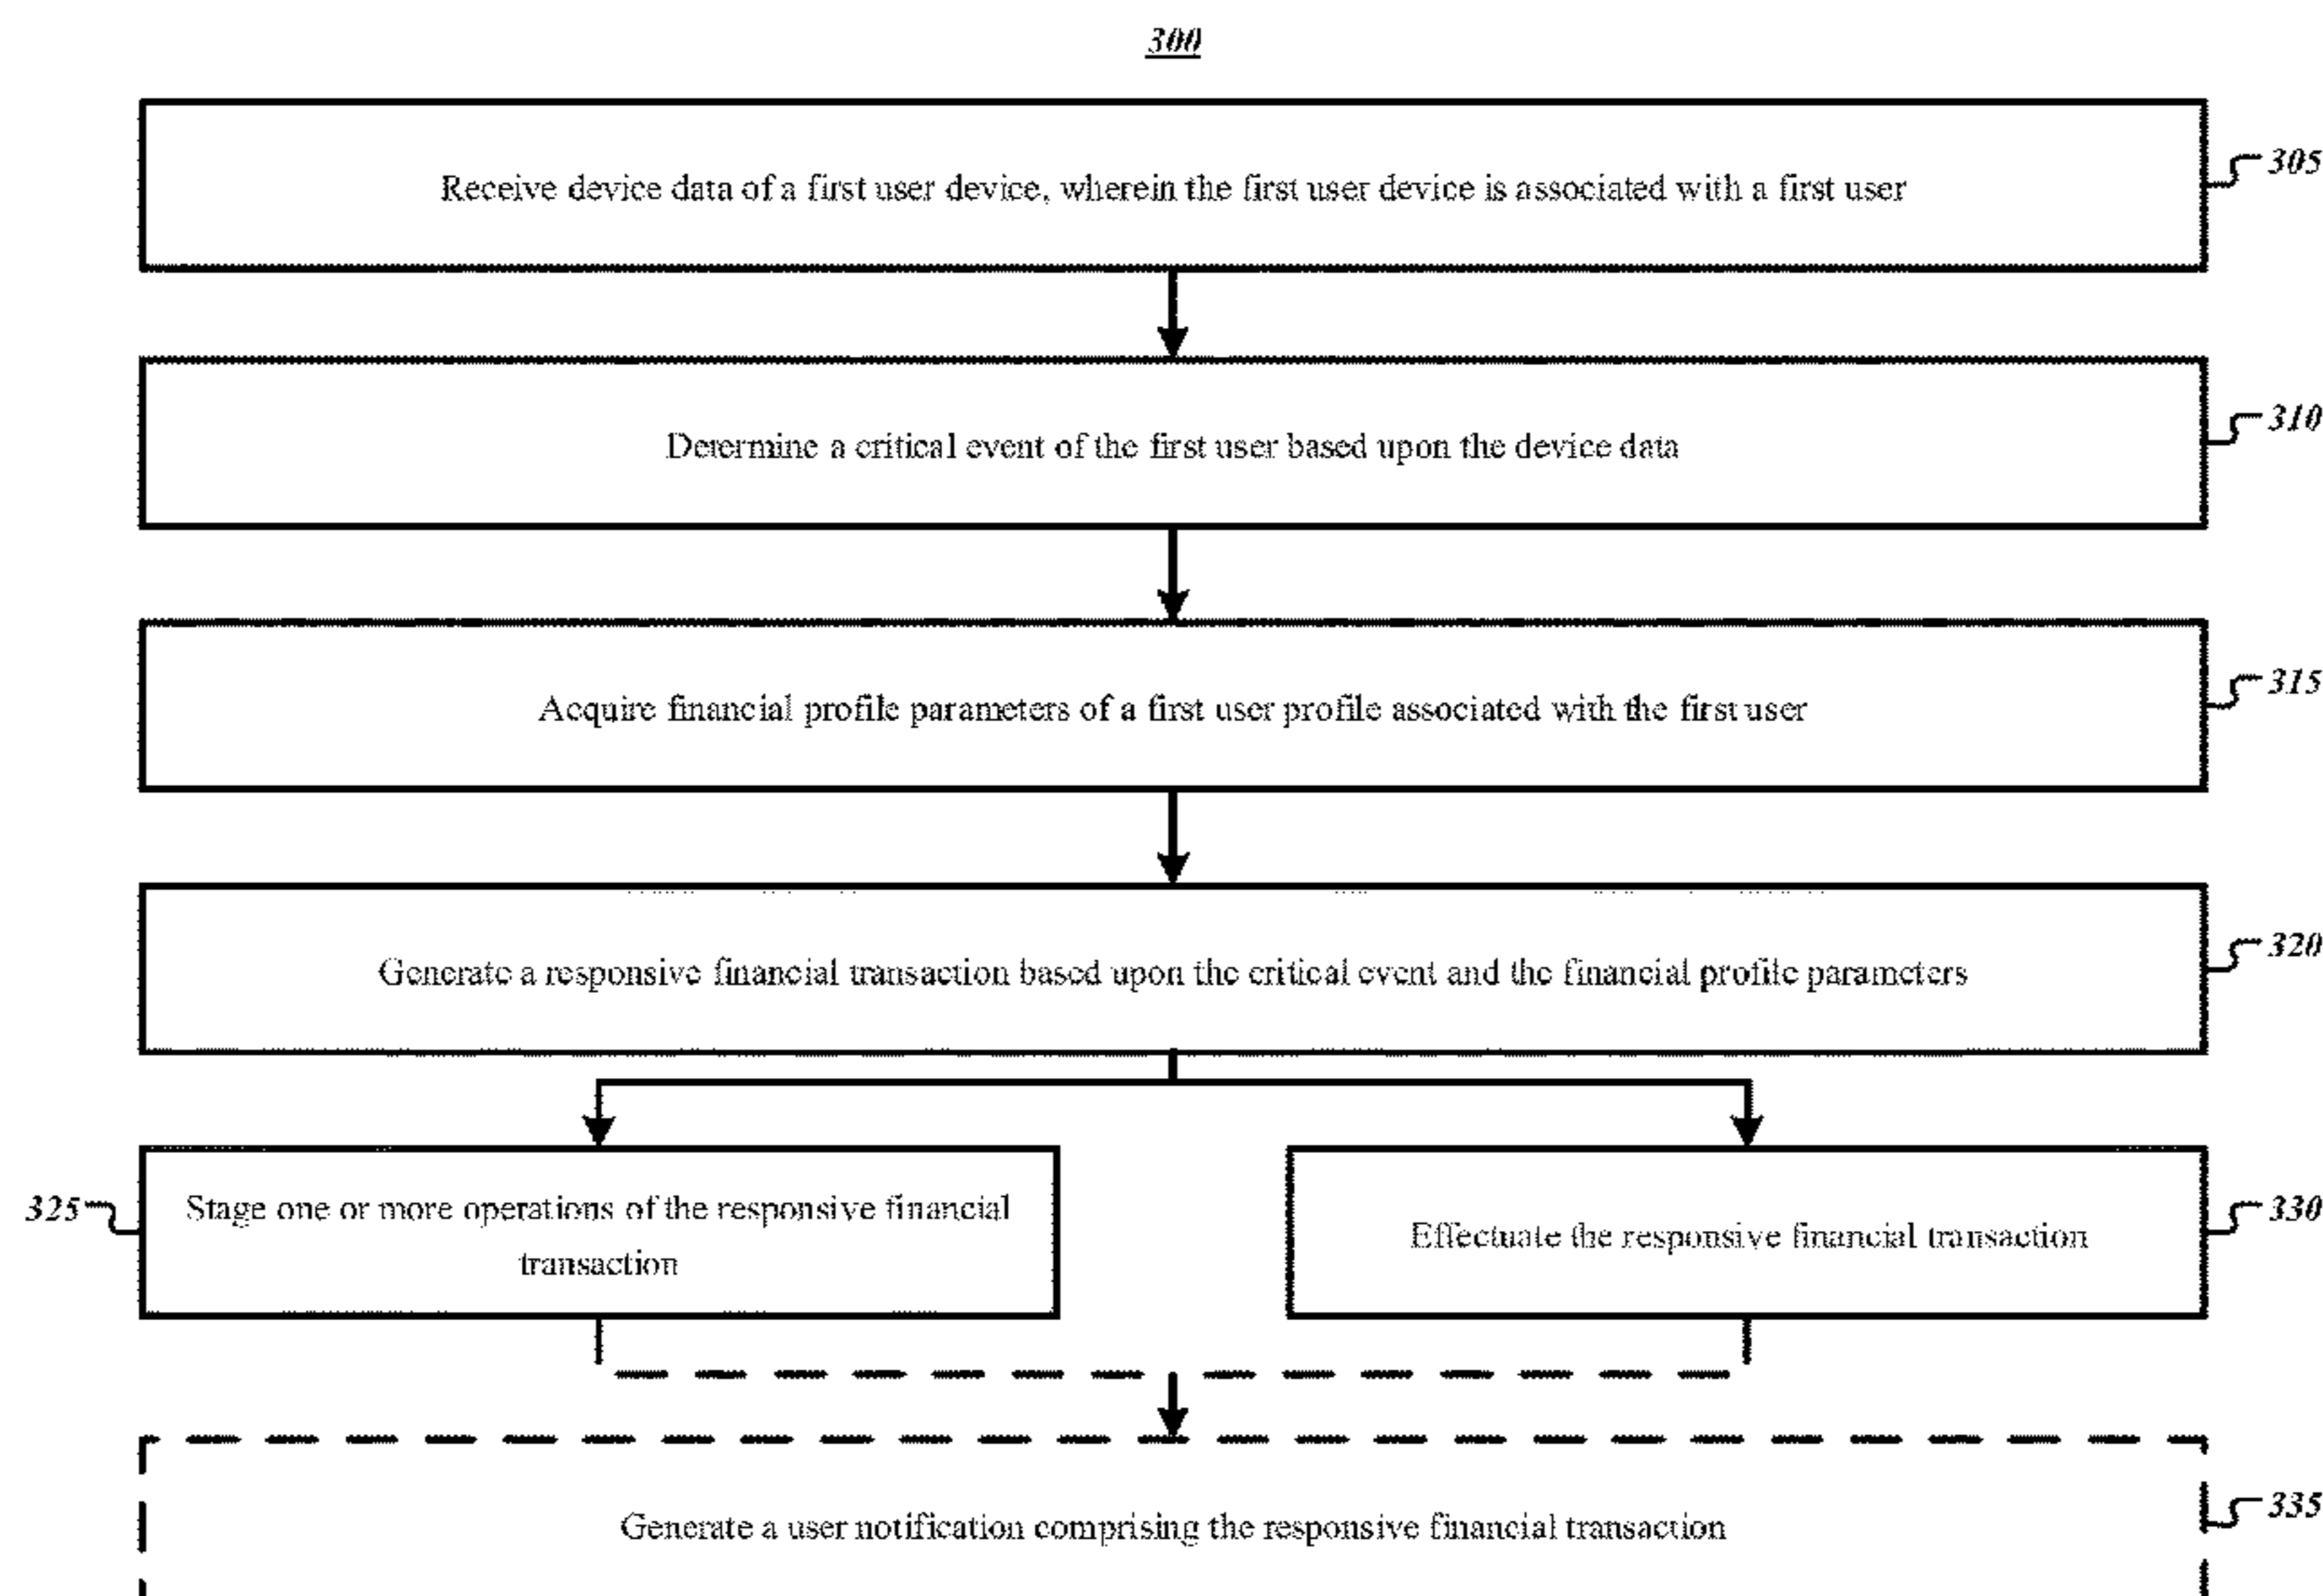 300
Receive device data of a first user device, wherein the first user device is associated with a first user
305
Determine a critical event of the first user based upon the device data
310
Acquire financial profile parameters of a first user profile associated with the first user
315
Generate a responsive financial transaction based upon the critical event and the financial profile parameters
320
325
Stage one or more operations of the responsive financial
transaction
Effectuate the responsive financial transaction
330
Generate a user notification comprising the responsive financial transaction
335